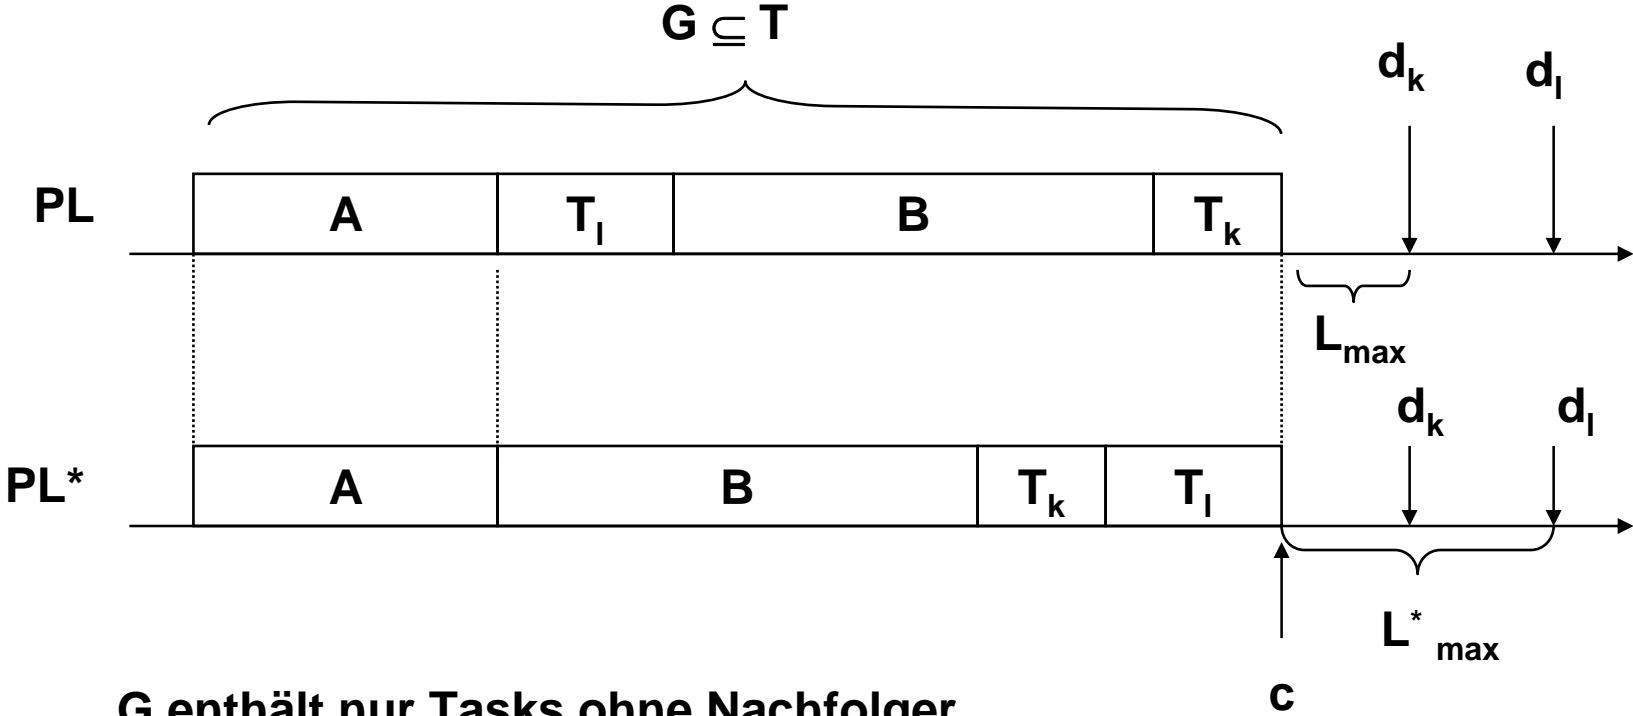 G ⊆ T
d_k
d_l
PL
A
T_l
B
T_k
L_max
d_k
d_l
PL*
A
B
T_k
T_l
L*_max
c
G enthält nur Tasks ohne Nachfolger